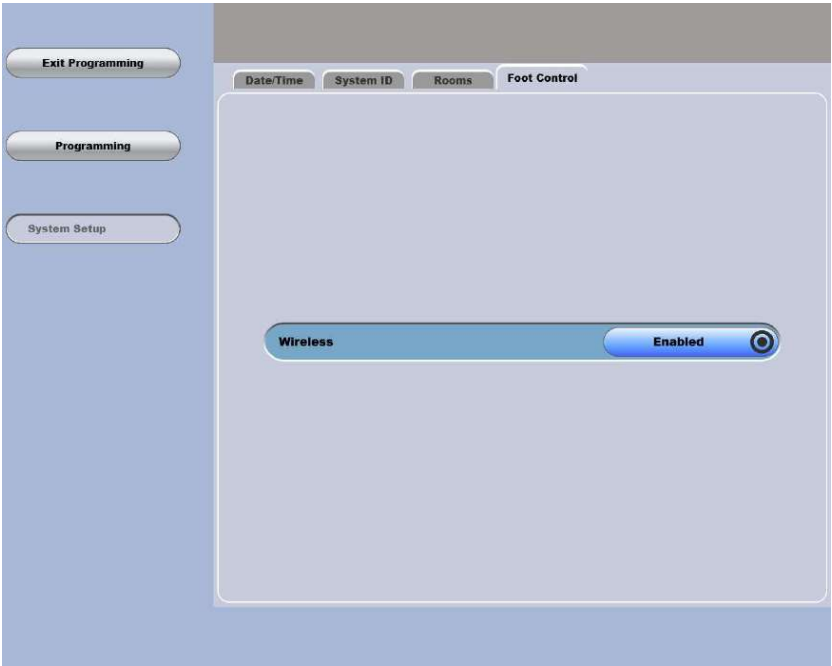 Exit Programming
Programming
System Setup
Date/Time System ID Rooms Foot Control
Wireless Enabled